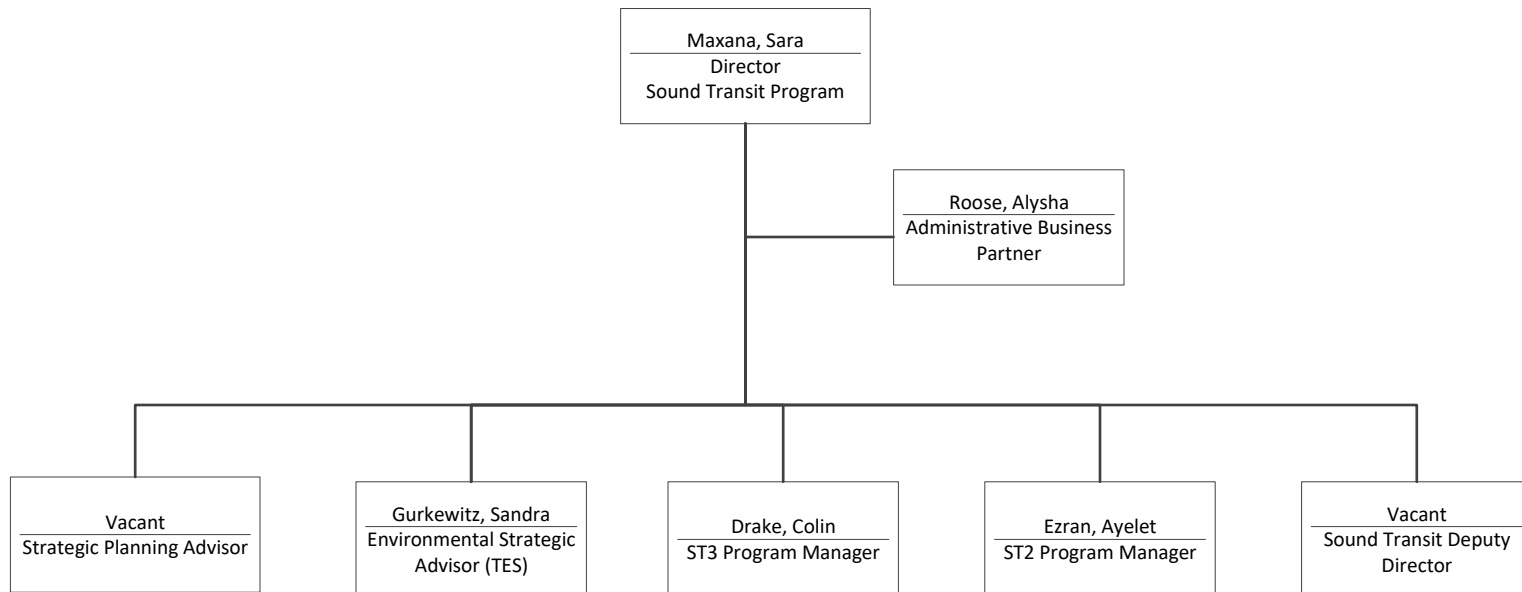 Maxana, Sara
Director
Sound Transit Program
Roose, Alysha
Administrative Business
Partner
Vacant
Strategic Planning Advisor
Gurkewitz, Sandra
Environmental Strategic
Advisor (TES)
Drake, Colin
ST3 Program Manager
Ezran, Ayelet
ST2 Program Manager
Vacant
Sound Transit Deputy
Director